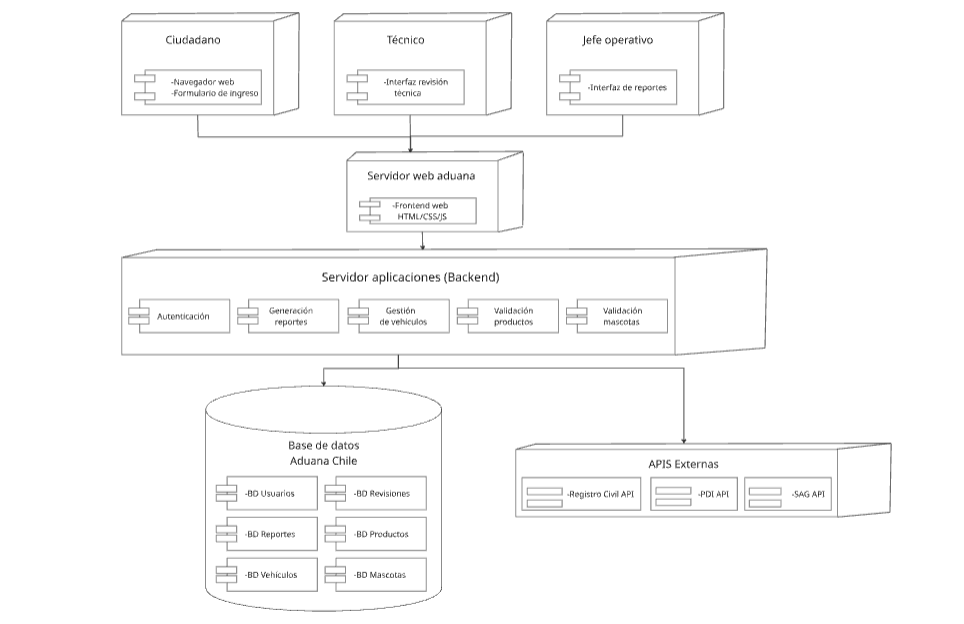 Ciudadano
-Navegador web
-Formulario de ingreso
Técnico
-Interfaz revisión
técnica
Jefe operativo
-Interfaz de reportes
Servidor web aduana
-Frontend web
HTML/CSS/JS
Servidor aplicaciones (Backend)
Autenticación
Generación
reportes
Gestión
de vehículos
Validación
productos
Validación
mascotas
Base de datos
Aduana Chile
-BD Usuarios
-BD Revisiones
-BD Reportes
-BD Productos
-BD Vehículos
-BD Mascotas
APIS Externas
-Registro Civil API
-PDI API
-SAG API